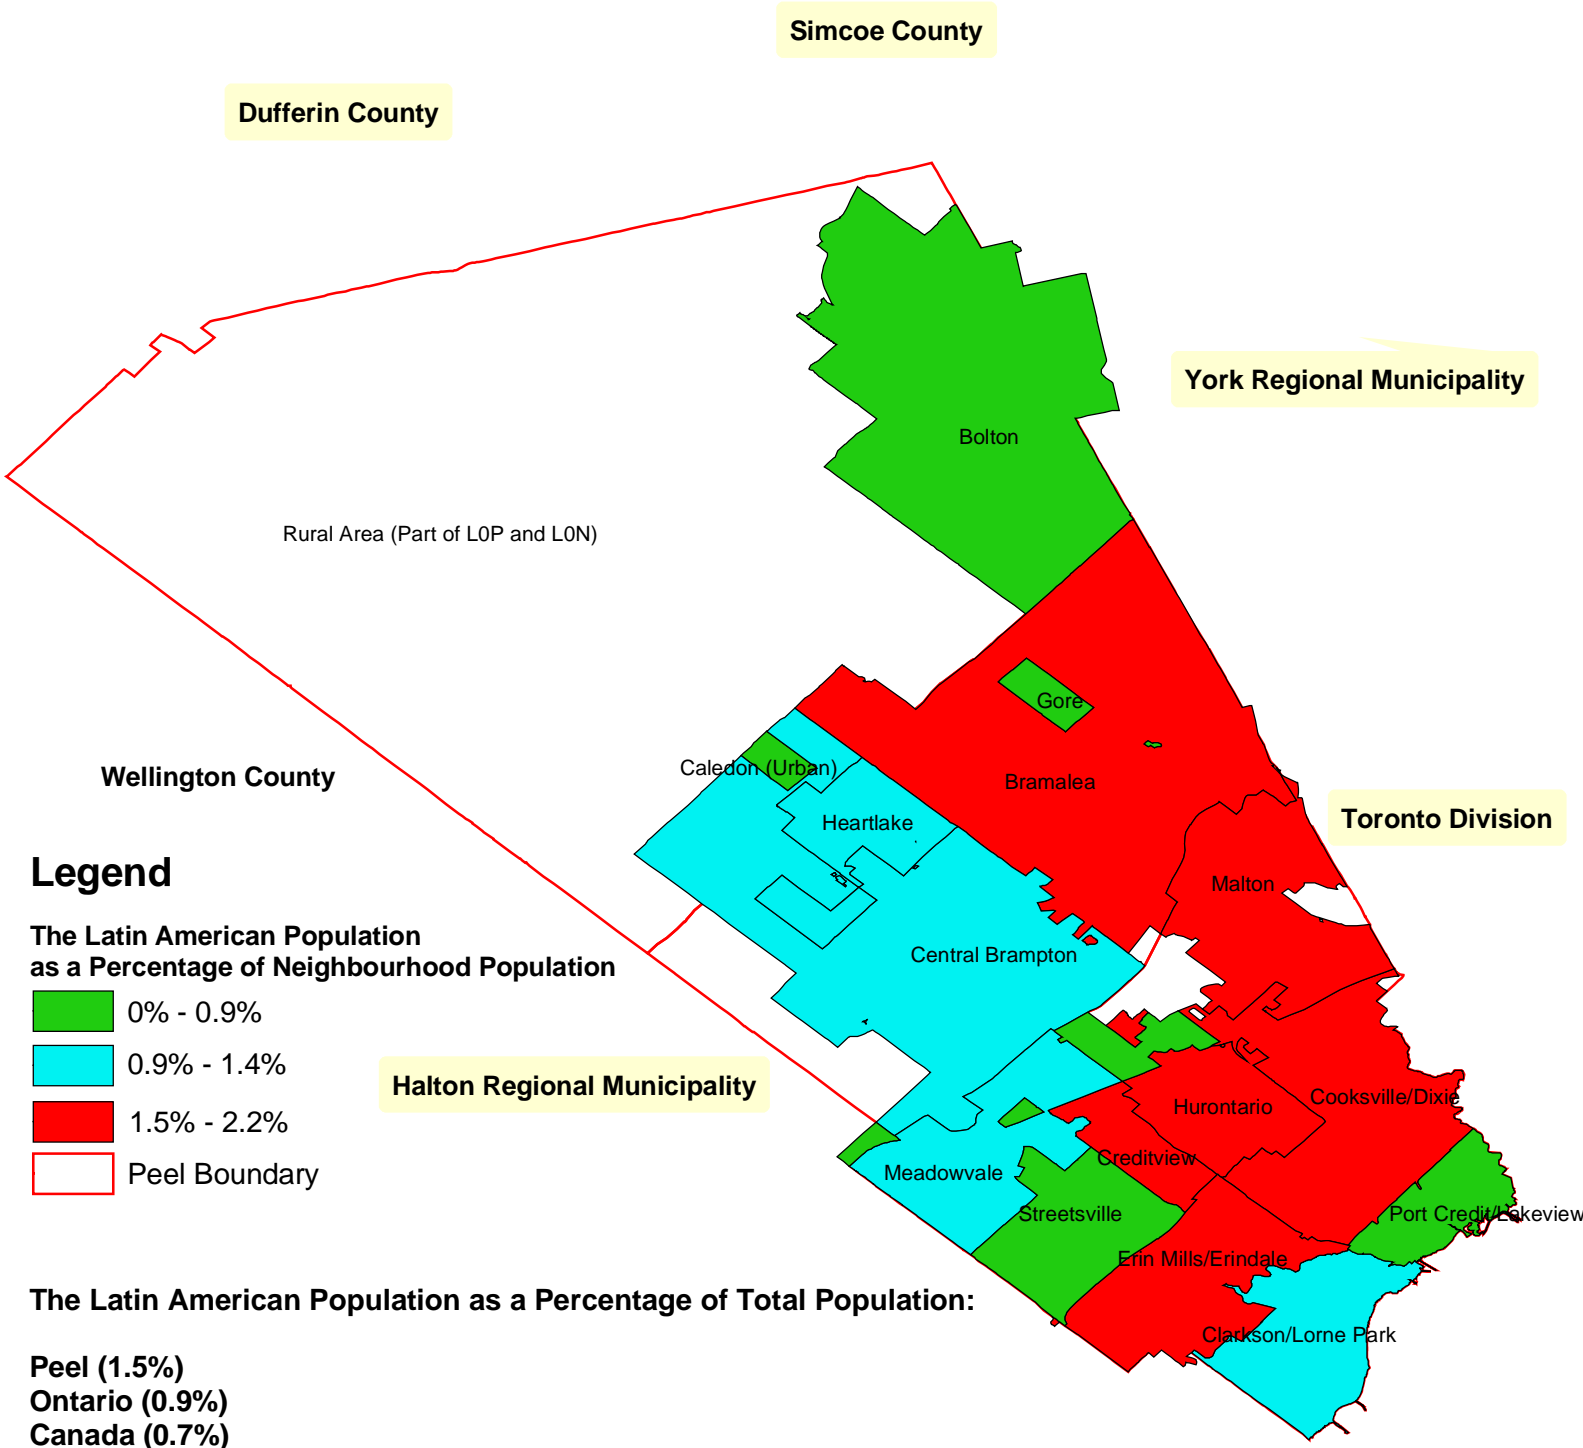 Simcoe County
Dufferin County
York Regional Municipality
Bolton
Rural Area (Part of L0P and L0N)
Gore
Caledon (Urban)
Wellington County
Bramalea
Heartlake
Toronto Division
Malton
Central Brampton
Legend
The Latin American Population
as a Percentage of Neighbourhood Population
0% - 0.9%
0.9% - 1.4%
1.5% - 2.2%
Peel Boundary
Halton Regional Municipality
Hurontario
Cooksville/Dixie
Creditview
Meadowvale
Streetsville
Port Credit/Lakeview
Erin Mills/Erindale
Clarkson/Lorne Park
The Latin American Population as a Percentage of Total Population:
Peel (1.5%)
Ontario (0.9%)
Canada (0.7%)